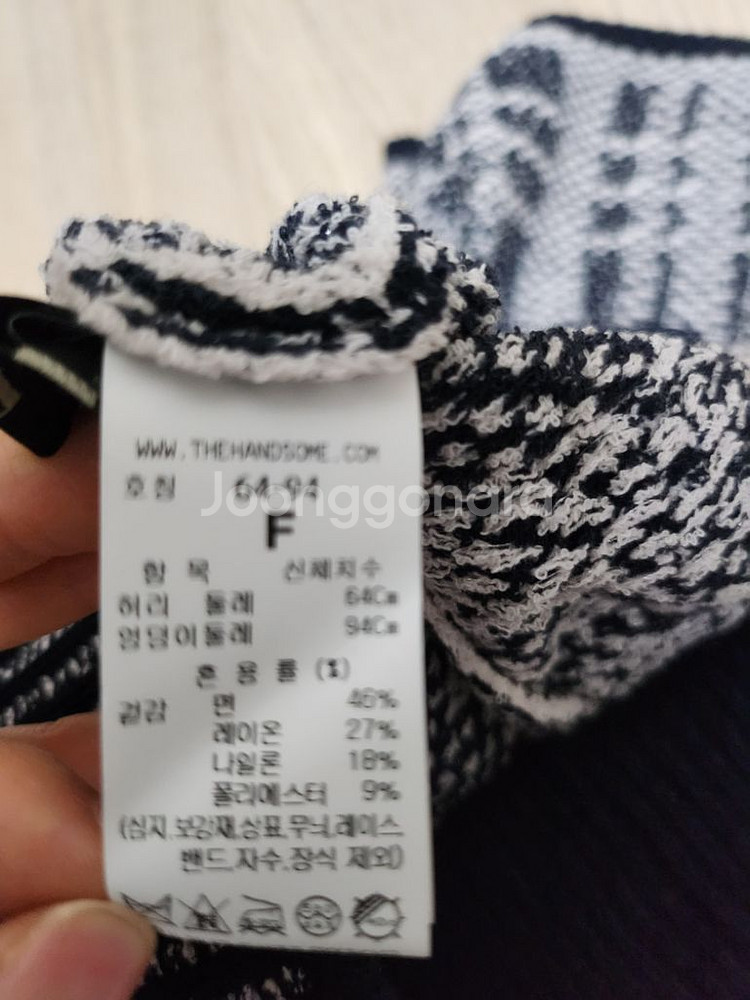 WWW.THEHANDSOME.COM
호칭 64-94
Joonggonara
F
항 목 신체치수
허리 둘레 64Cm
엉덩이둘레 94Cm
혼 용 률 (%)
겉감 면 46%
레이온 27%
나일론 18%
폴리에스터 9%
(심지.보강재.상표.무늬.레이스
밴드.자수.장식 제외)